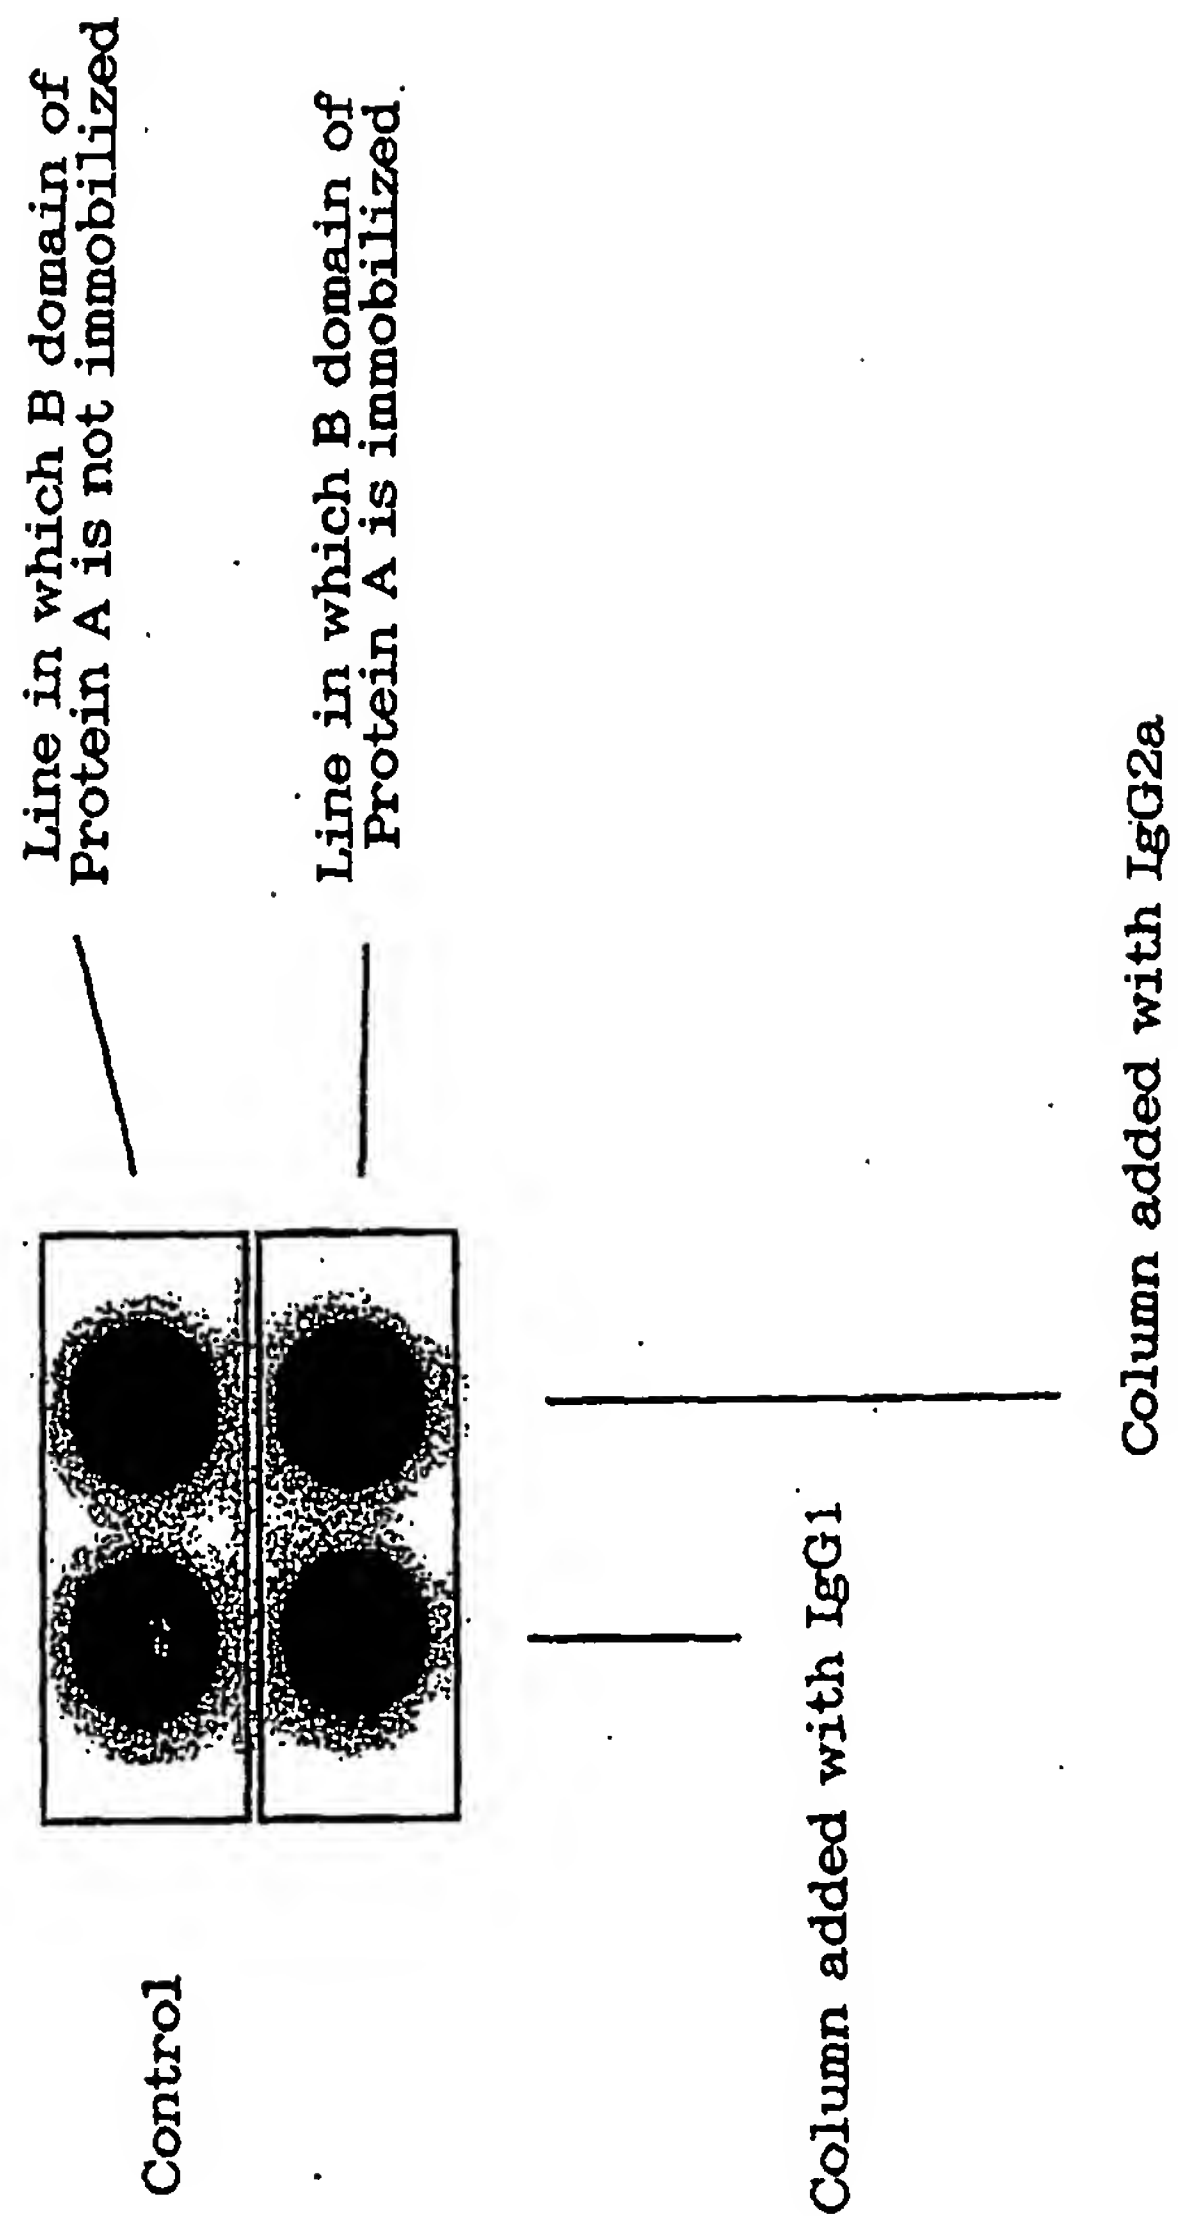 Control
Line in which B domain of
Protein A is not immobilized
Line in which B domain of
Protein A is immobilized
Column added with IgG1
Column added with IgG2a